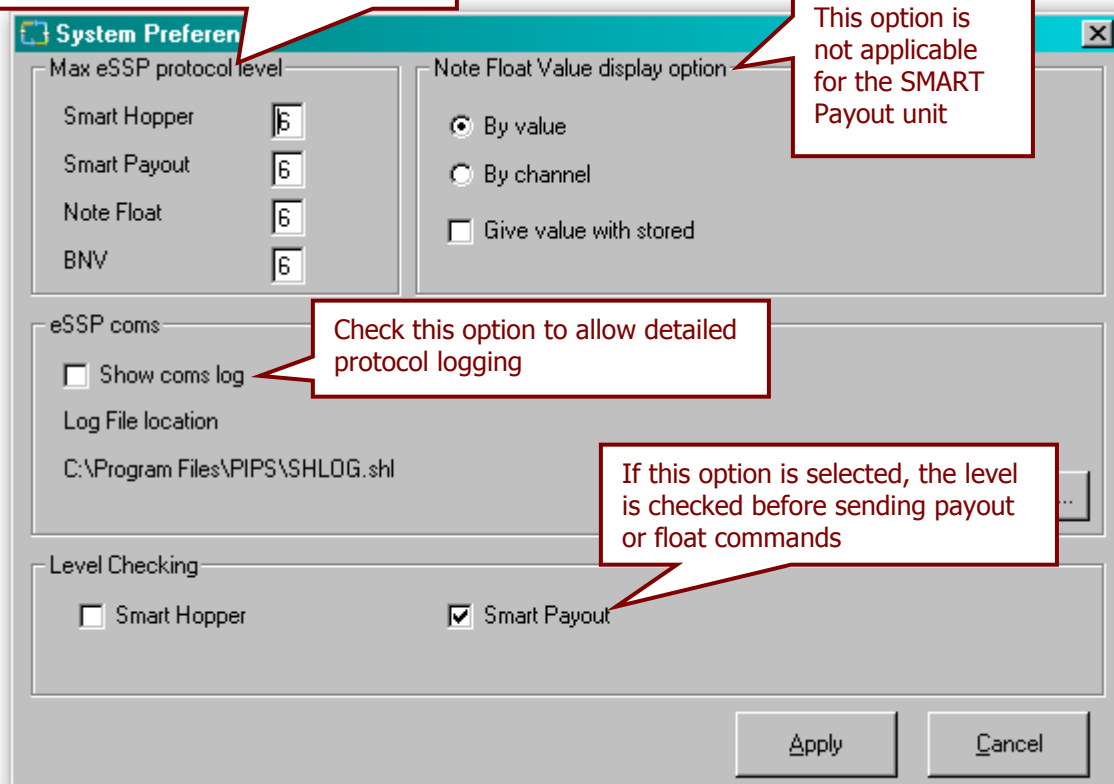 System Preferen
This option is
not applicable
for the SMART
Payout unit
Max eSSP protocol level
Smart Hopper 6
Smart Payout 6
Note Float 6
BNV 6
Note Float Value display option
By value
By channel
Give value with stored
eSSP coms
Check this option to allow detailed
protocol logging
Show coms log
Log File location
C:\Program Files\PIPS\SHLOG.shl
If this option is selected, the level
is checked before sending payout
or float commands
...
Level Checking
Smart Hopper
Smart Payout
Apply
Cancel